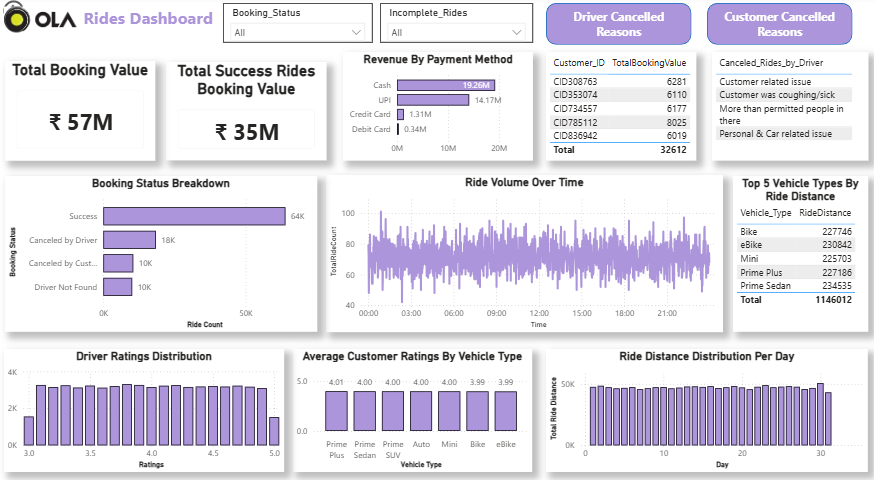 OLA Rides Dashboard
Booking_Status
All
Incomplete_Rides
All
Driver Cancelled
Reasons
Customer Cancelled
Reasons
Total Booking Value
₹ 57M
Total Success Rides
Booking Value
₹ 35M
Revenue By Payment Method
Cash 19.26M
UPI 14.17M
Credit Card 1.31M
Debit Card 0.34M
0M 10M 20M
Customer_ID TotalBookingValue
CID308763 6281
CID353074 6110
CID734557 6177
CID785112 8025
CID836942 6019
Total 32612
Canceled_Rides_by_Driver
Customer related issue
Customer was coughing/sick
More than permitted people in
there
Personal & Car related issue
Booking Status Breakdown
Booking Status
Success 64K
Canceled by Driver 18K
Canceled by Cust... 10K
Driver Not Found 10K
0K 50K
Ride Count
Ride Volume Over Time
TotalRideCount
100
80
60
40
00:00 03:00 06:00 09:00 12:00 15:00 18:00 21:00
Time
Top 5 Vehicle Types By
Ride Distance
Vehicle_Type RideDistance
Bike 227746
eBike 230842
Mini 225703
Prime Plus 227186
Prime Sedan 234535
Total 1146012
Driver Ratings Distribution
4K
2K
0K
3.0 3.5 4.0 4.5 5.0
Ratings
Average Customer Ratings By Vehicle Type
5.0
0.0
4.01 4.00 4.00 4.00 4.00 3.99 3.99
Prime Plus Prime Sedan Prime SUV Auto Mini Bike eBike
Vehicle Type
Ride Distance Distribution Per Day
Total Ride Distance
50K
0K
0 10 20 30
Day